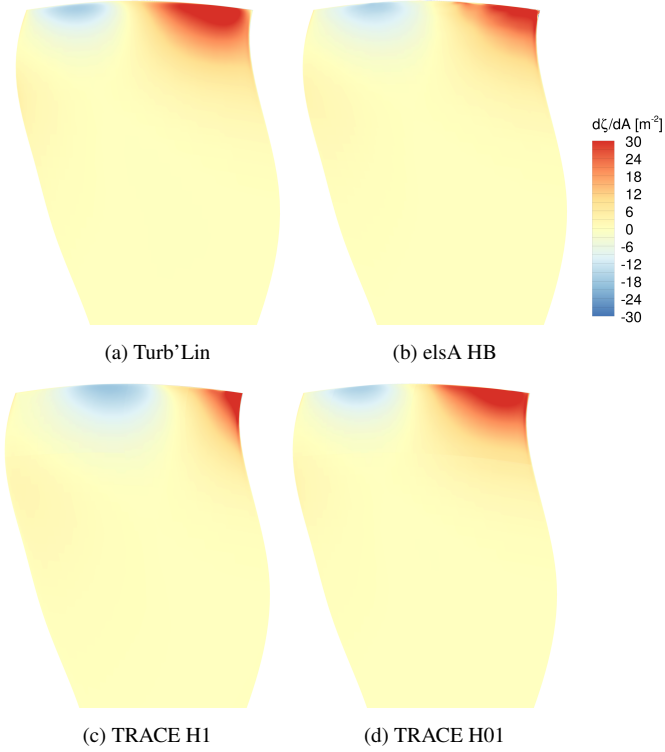 dζ/dA [m⁻²]
30
24
18
12
6
0
-6
-12
-18
-24
-30
(a) Turb’Lin
(b) elsA HB
(c) TRACE H1
(d) TRACE H01